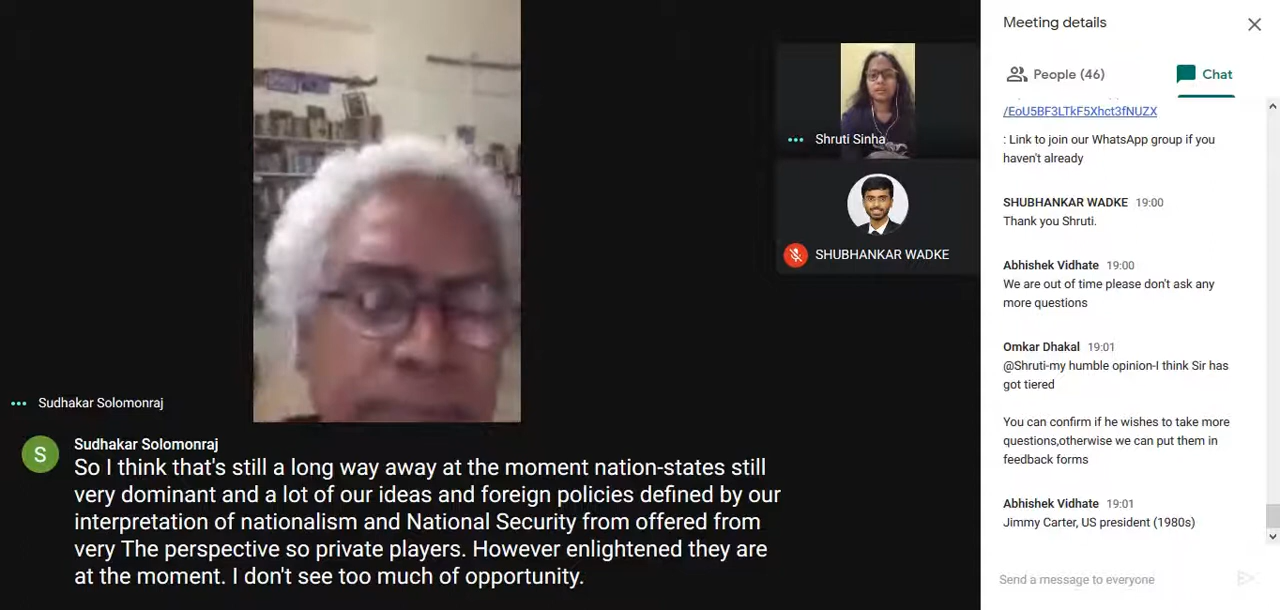 Sudhakar Solomonraj
S
Sudhakar Solomonraj
So I think that's still a long way away at the moment nation-states still
very dominant and a lot of our ideas and foreign policies defined by our
interpretation of nationalism and National Security from offered from
very The perspective so private players. However enlightened they are
at the moment. I don't see too much of opportunity.
Shruti Sinha
SHUBHANKAR WADKE
Meeting details
People (46)
Chat
/EoU5BF3LTkF5Xhct3fNUZX
: Link to join our WhatsApp group if you
haven't already
SHUBHANKAR WADKE 19:00
Thank you Shruti.
Abhishek Vidhate 19:00
We are out of time please don't ask any
more questions
Omkar Dhakal 19:01
@Shruti-my humble opinion-I think Sir has
got tiered
You can confirm if he wishes to take more
questions,otherwise we can put them in
feedback forms
Abhishek Vidhate 19:01
Jimmy Carter, US president (1980s)
Send a message to everyone